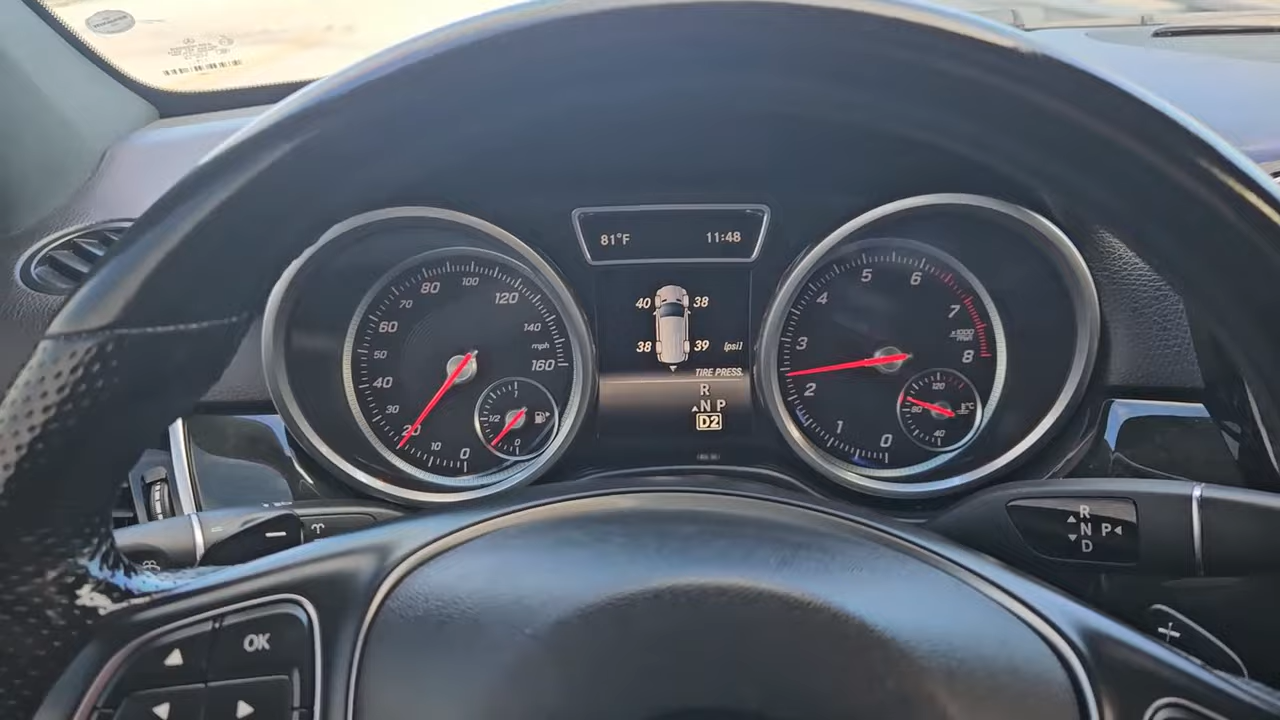 81°F 11:48
40 38
38 39 [psi]
TIRE PRESS.
R
N P
D2
0
10
20
30
40
50
60
70
80
100
120
140
160
mph
1
1/2
0
0
1
2
3
4
5
6
7
8
x1000
min
120
80
40
°C
R
N P
D
OK